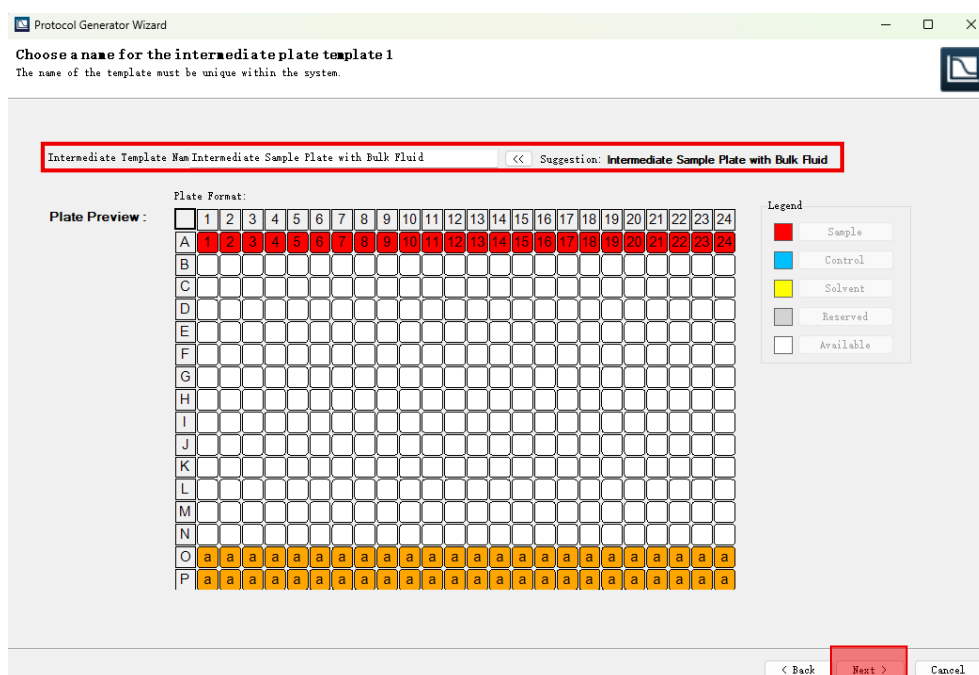 Protocol Generator Wizard
Choose a name for the intermediate plate template 1
The name of the template must be unique within the system.
Intermediate Template Nam Intermediate Sample Plate with Bulk Fluid << Suggestion: Intermediate Sample Plate with Bulk Fluid
Plate Format:
Plate Preview :
1 2 3 4 5 6 7 8 9 10 11 12 13 14 15 16 17 18 19 20 21 22 23 24
A 1 2 3 4 5 6 7 8 9 10 11 12 13 14 15 16 17 18 19 20 21 22 23 24
B
C
D
E
F
G
H
I
J
K
L
M
N
O a a a a a a a a a a a a a a a a a a a a a a a a
P a a a a a a a a a a a a a a a a a a a a a a a a
Legend
Sample
Control
Solvent
Reserved
Available
< Back Next > Cancel